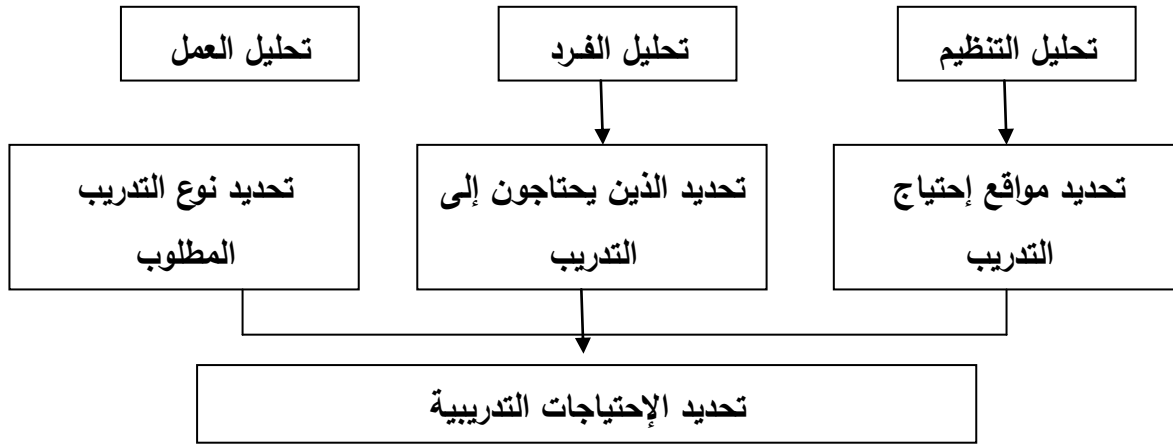 تحليل التنظيم
تحليل الفـرد
تحليل العمل
تحديد مواقع إحتياج
التدريب
تحديد الذين يحتاجون إلى
التدريب
تحديد نوع التدريب
المطلوب
تحديد الإحتياجات التدريبية